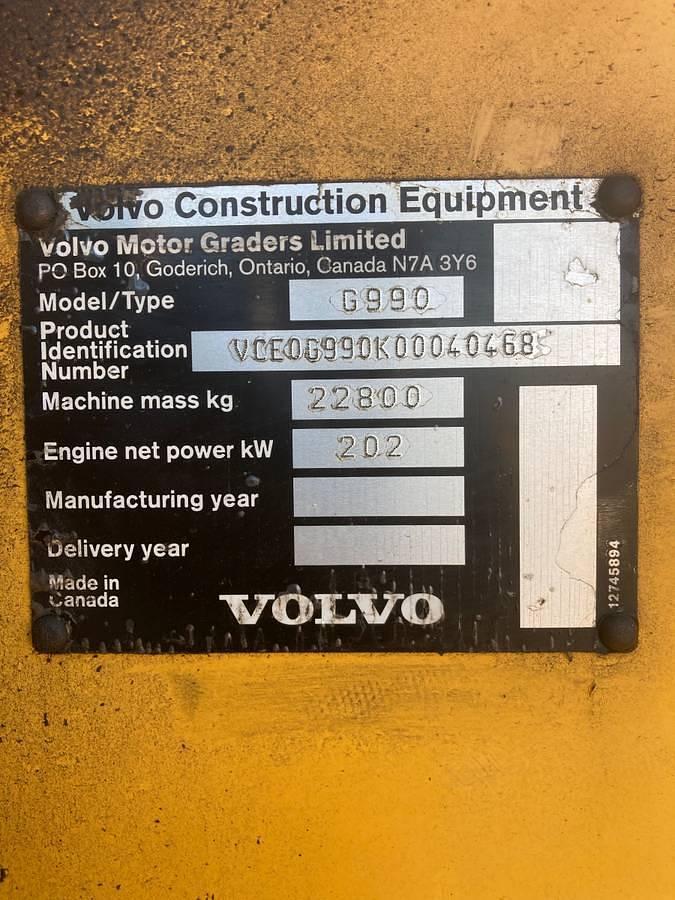 Volvo Construction Equipment
Volvo Motor Graders Limited
PO Box 10, Goderich, Ontario, Canada N7A 3Y6
Model/Type G990
Product Identification Number VCE0G990K00040468
Machine mass kg 22800
Engine net power kW 202
Manufacturing year
Delivery year
Made in
Canada
VOLVO
12745894